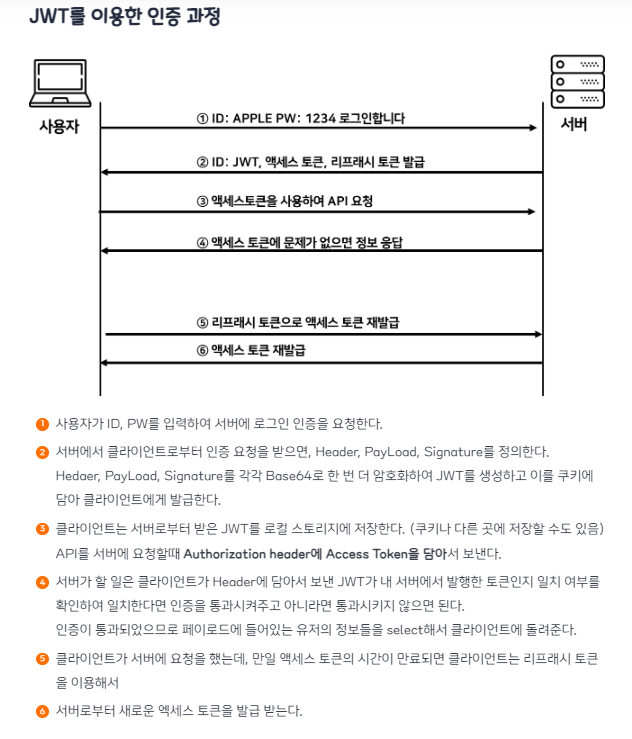 JWT를 이용한 인증 과정
사용자
서버
① ID: APPLE PW: 1234 로그인합니다
② ID: JWT, 액세스 토큰, 리프래시 토큰 발급
③ 액세스토큰을 사용하여 API 요청
④ 액세스 토큰에 문제가 없으면 정보 응답
⑤ 리프래시 토큰으로 액세스 토큰 재발급
⑥ 액세스 토큰 재발급
1 사용자가 ID, PW를 입력하여 서버에 로그인 인증을 요청한다.
2 서버에서 클라이언트로부터 인증 요청을 받으면, Header, PayLoad, Signature를 정의한다.
Hedaer, PayLoad, Signature를 각각 Base64로 한 번 더 암호화하여 JWT를 생성하고 이를 쿠키에
담아 클라이언트에게 발급한다.
3 클라이언트는 서버로부터 받은 JWT를 로컬 스토리지에 저장한다. (쿠키나 다른 곳에 저장할 수도 있음)
API를 서버에 요청할때 Authorization header에 Access Token을 담아서 보낸다.
4 서버가 할 일은 클라이언트가 Header에 담아서 보낸 JWT가 내 서버에서 발행한 토큰인지 일치 여부를
확인하여 일치한다면 인증을 통과시켜주고 아니라면 통과시키지 않으면 된다.
인증이 통과되었으므로 페이로드에 들어있는 유저의 정보들을 select해서 클라이언트에 돌려준다.
5 클라이언트가 서버에 요청을 했는데, 만일 액세스 토큰의 시간이 만료되면 클라이언트는 리프래시 토큰
을 이용해서
6 서버로부터 새로운 엑세스 토큰을 발급 받는다.